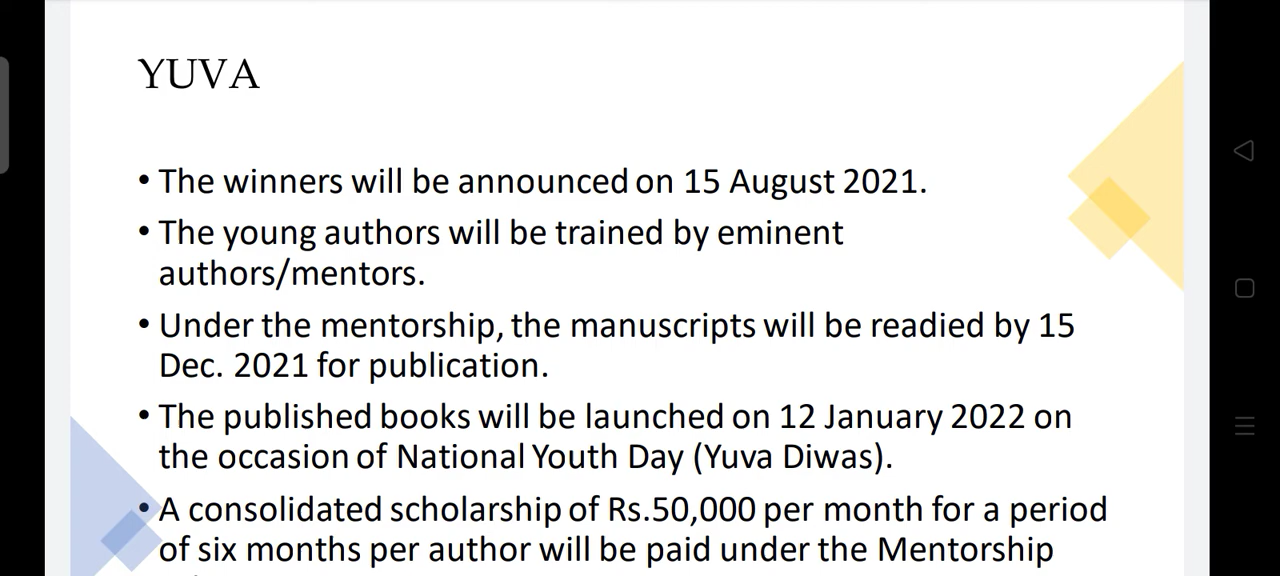 YUVA
• The winners will be announced on 15 August 2021.
• The young authors will be trained by eminent
authors/mentors.
• Under the mentorship, the manuscripts will be readied by 15
Dec. 2021 for publication.
• The published books will be launched on 12 January 2022 on
the occasion of National Youth Day (Yuva Diwas).
• A consolidated scholarship of Rs.50,000 per month for a period
of six months per author will be paid under the Mentorship